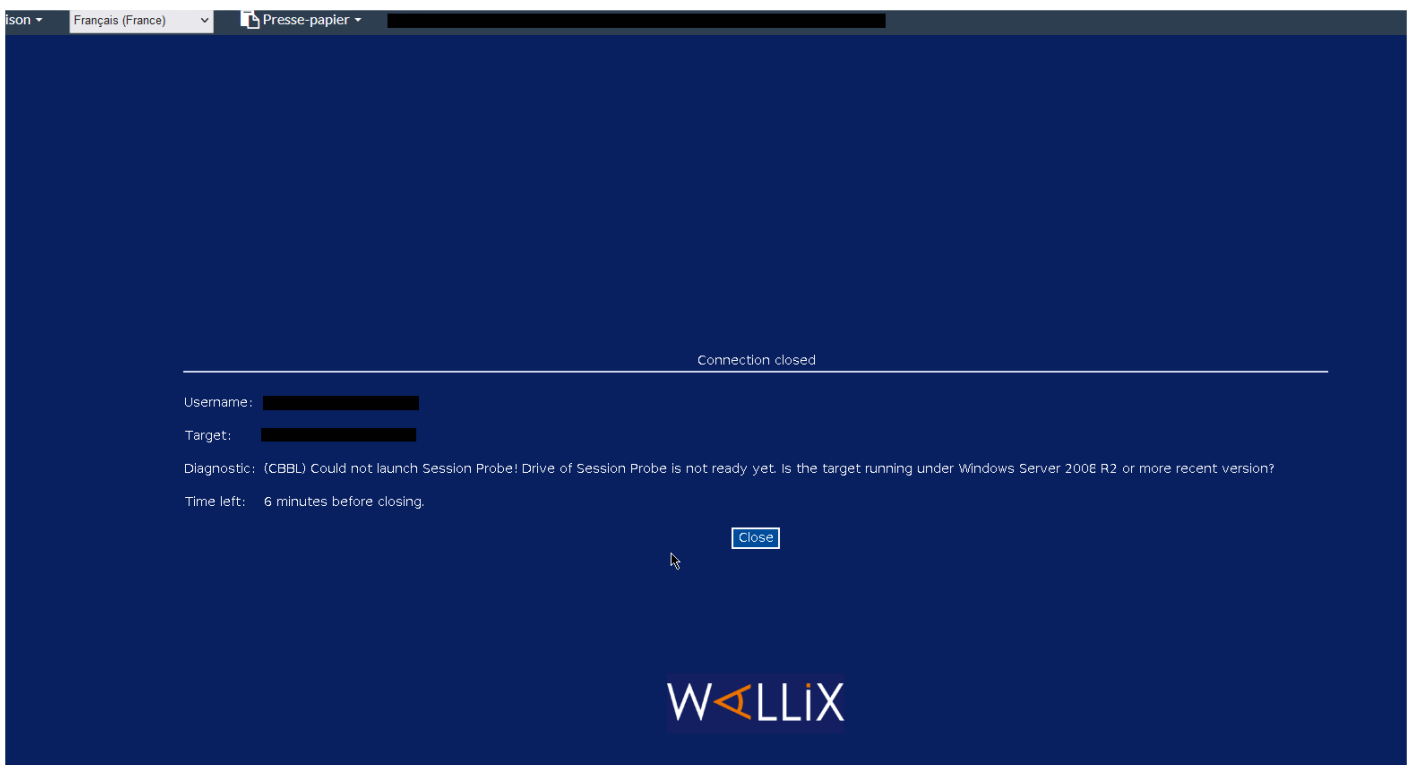 ison
Français (France)
Presse-papier
Connection closed
Username:
Target:
Diagnostic: (CBBL) Could not launch Session Probe! Drive of Session Probe is not ready yet. Is the target running under Windows Server 2008 R2 or more recent version?
Time left: 6 minutes before closing.
Close
WALLiX